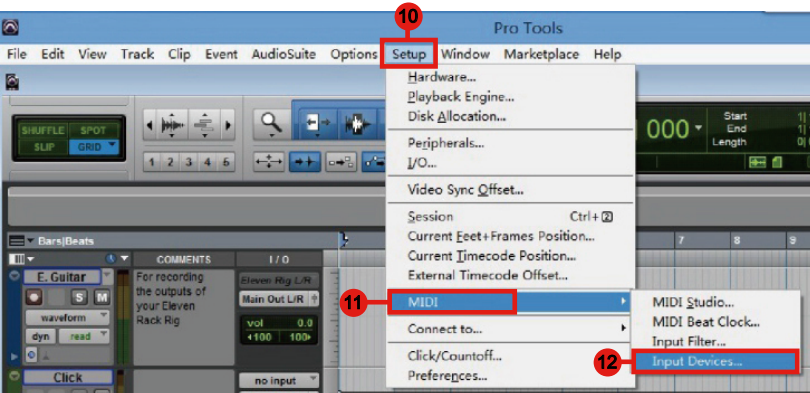 10
Pro Tools
File Edit View Track Clip Event AudioSuite Options Setup Window Marketplace Help
Hardware...
Playback Engine...
Disk Allocation...
Peripherals...
I/O...
Video Sync Offset...
Session Ctrl+2
Current Feet+Frames Position...
Current Timecode Position...
External Timecode Offset...
11
MIDI
Connect to...
Click/Countoff...
Preferences...
MIDI Studio...
MIDI Beat Clock...
Input Filter...
12
Input Devices...
SHUFFLE SPOT
SLIP GRID
1 2 3 4 5
000
Start
End
Length
Bars|Beats
7 8 9
COMMENTS I / O
E. Guitar
S M
waveform
dyn read
For recording
the outputs of
your Eleven
Rack Rig
Eleven Rig L/R
Main Out L/R
vol 0.0
100 100
Click
no input